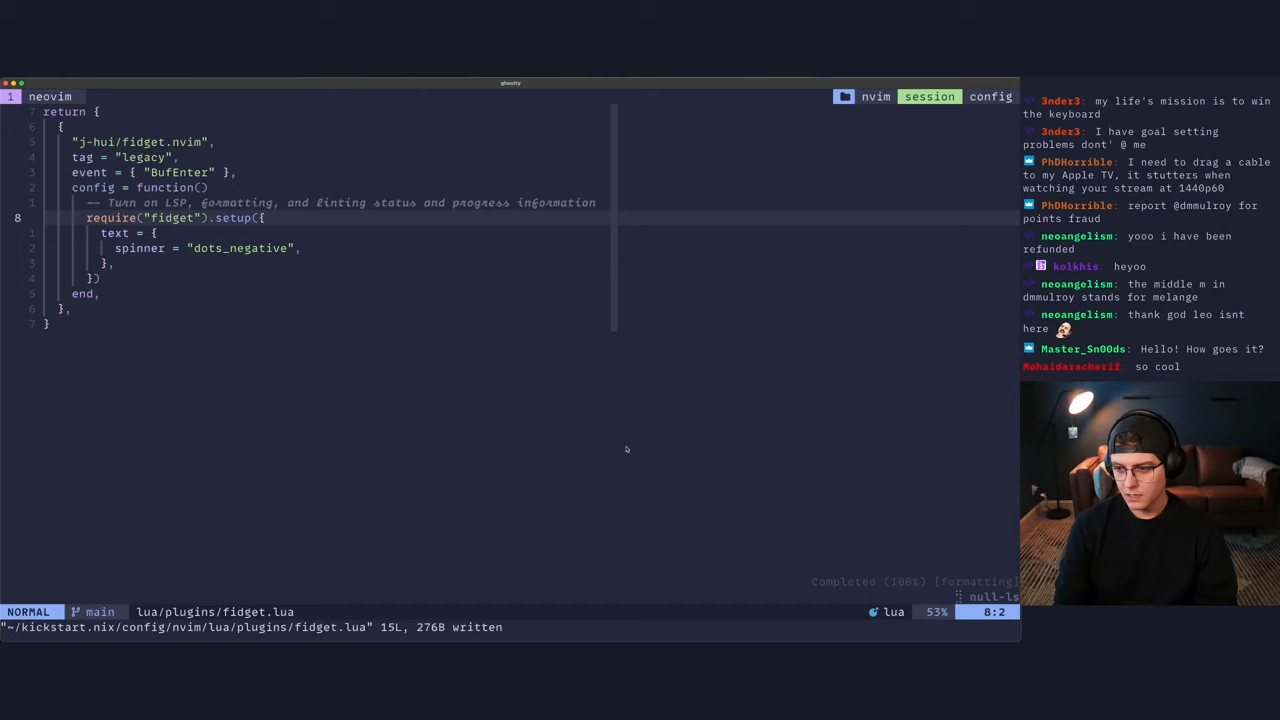 ghostty
1 neovim
nvim session config
7 return {
6 {
5 "j-hui/fidget.nvim",
4 tag = "legacy",
3 event = { "BufEnter" },
2 config = function()
1 -- Turn on LSP, formatting, and linting status and progress information
8 require("fidget").setup({
1 text = {
2 spinner = "dots_negative",
3 },
4 })
5 end,
6 },
7 }
Completed (100%) [formatting]
null-ls
NORMAL main lua/plugins/fidget.lua lua 53% 8:2
"~/kickstart.nix/config/nvim/lua/plugins/fidget.lua" 15L, 276B written
3nder3: my life's mission is to win
the keyboard
3nder3: I have goal setting
problems dont' @ me
PhDHorrible: I need to drag a cable
to my Apple TV, it stutters when
watching your stream at 1440p60
PhDHorrible: report @dmmulroy for
points fraud
neoangelism: yooo i have been
refunded
kolkhis: heyoo
neoangelism: the middle m in
dmmulroy stands for melange
neoangelism: thank god leo isnt
here
Master_Sn00ds: Hello! How goes it?
Mohaidaracherif: so cool